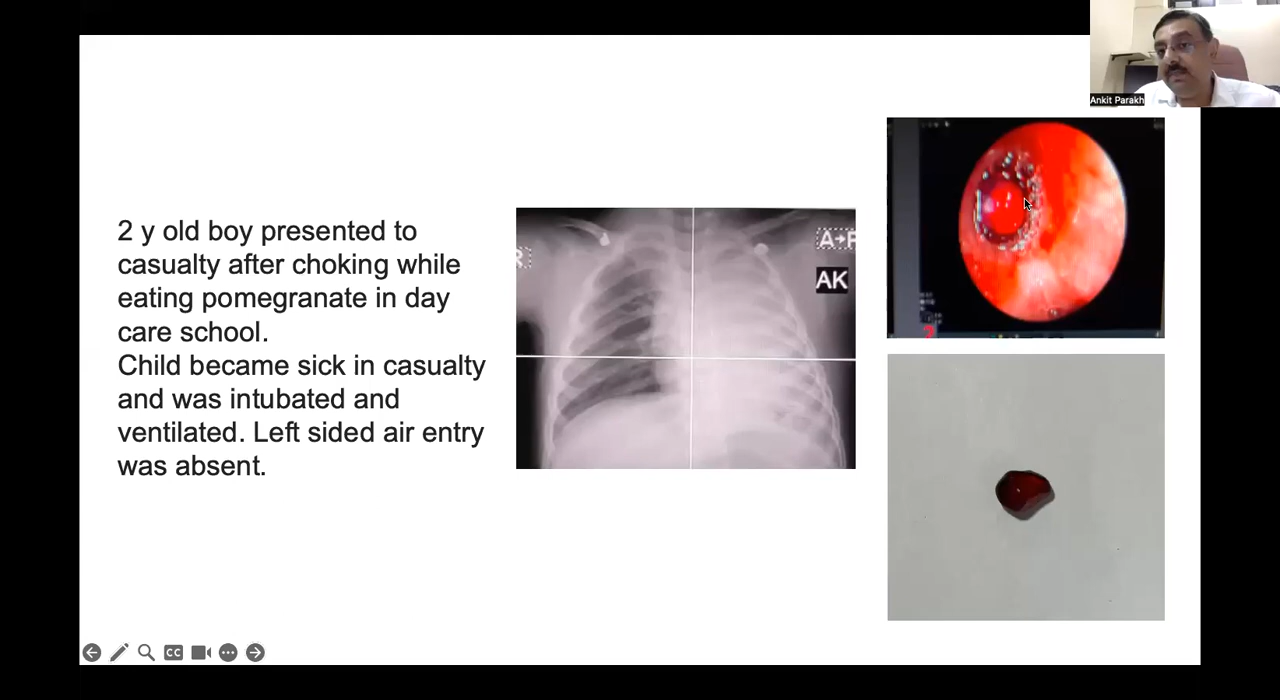 Ankit Parakh
2 y old boy presented to
casualty after choking while
eating pomegranate in day
care school.
Child became sick in casualty
and was intubated and
ventilated. Left sided air entry
was absent.
R
A→P
AK
CC